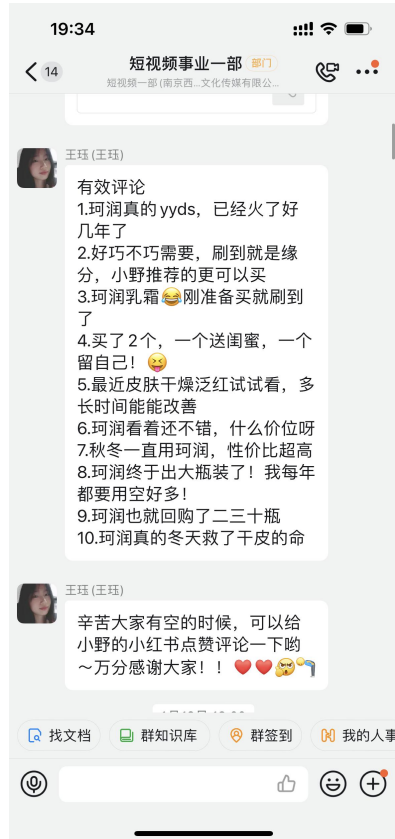 19:34
14
短视频事业一部 部门
短视频一部 (南京西...文化传媒有限公...
王珏 (王珏)
有效评论
1.珂润真的yyds，已经火了好
几年了
2.好巧不巧需要，刷到就是缘
分，小野推荐的更可以买
3.珂润乳霜😂刚准备买就刷到
了
4.买了2个，一个送闺蜜，一个
留自己！😝
5.最近皮肤干燥泛红试试看，多
长时间能能改善
6.珂润看着还不错，什么价位呀
7.秋冬一直用珂润，性价比超高
8.珂润终于出大瓶装了！我每年
都要用空好多！
9.珂润也就回购了二三十瓶
10.珂润真的冬天救了干皮的命
王珏 (王珏)
辛苦大家有空的时候，可以给
小野的小红书点赞评论一下哟
～万分感谢大家！！
找文档 群知识库 群签到 我的人事